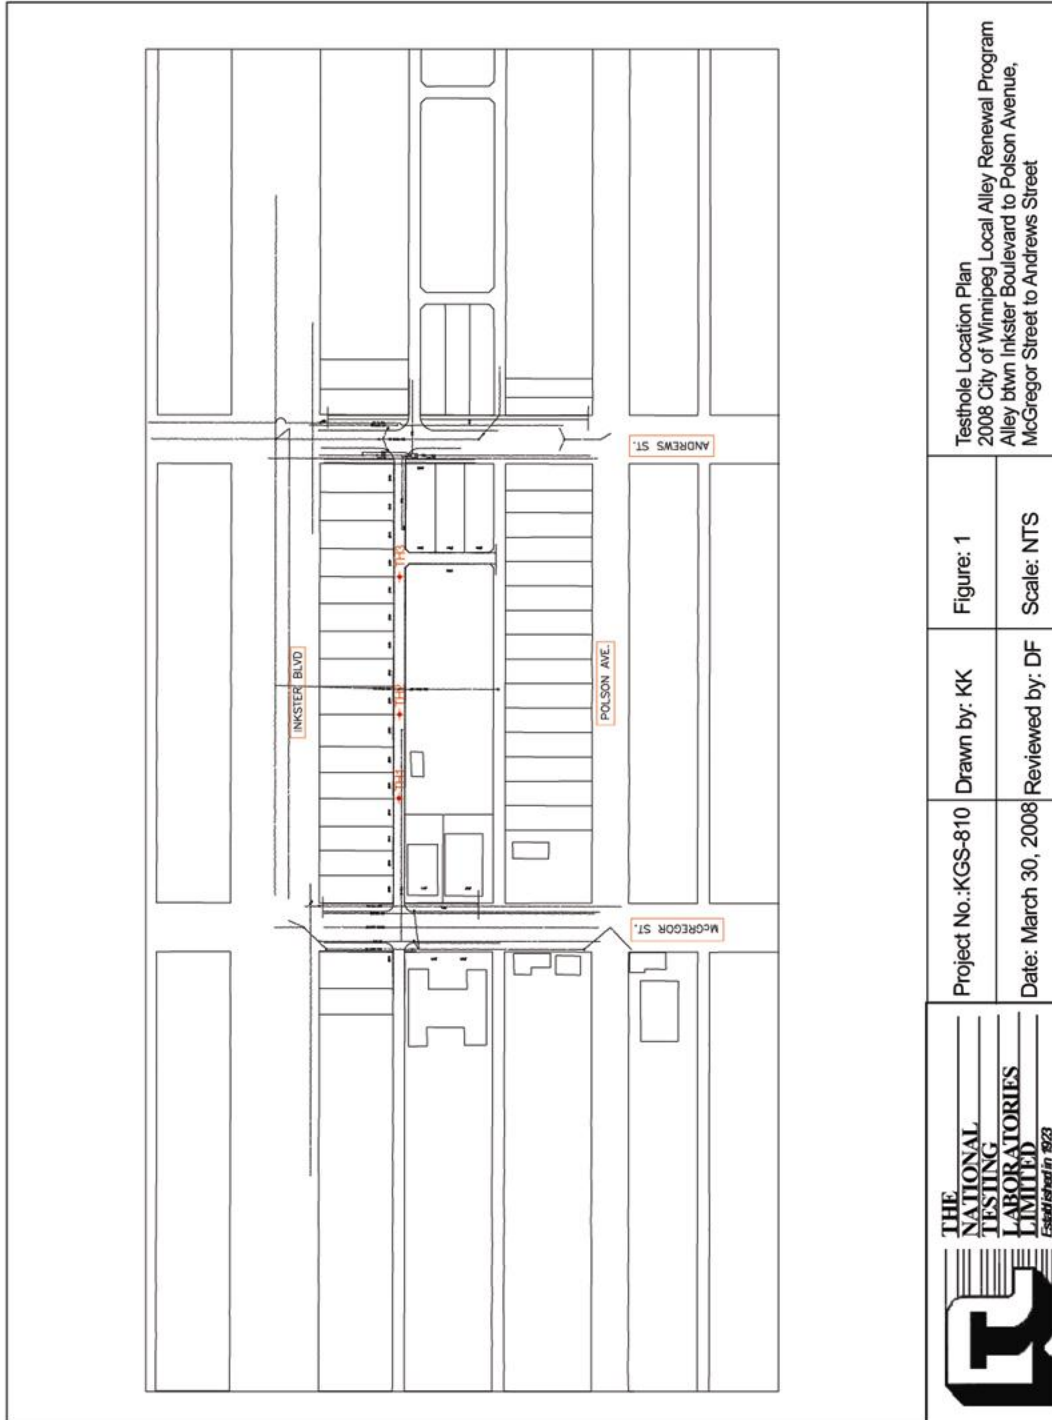 INKSTER BLVD
TH1
TH2
TH3
POLSON AVE.
McGREGOR ST.
ANDREWS ST.
THE
NATIONAL
TESTING
LABORATORIES
LIMITED
Established in 1923
Project No.:KGS-810
Drawn by: KK
Figure: 1
Date: March 30, 2008
Reviewed by: DF
Scale: NTS
Testhole Location Plan
2008 City of Winnipeg Local Alley Renewal Program
Alley btwn Inkster Boulevard to Polson Avenue,
McGregor Street to Andrews Street